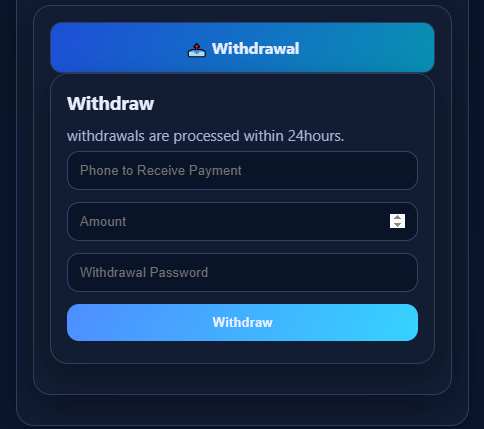 📤 Withdrawal
Withdraw
withdrawals are processed within 24hours.
Phone to Receive Payment
Amount
Withdrawal Password
Withdraw